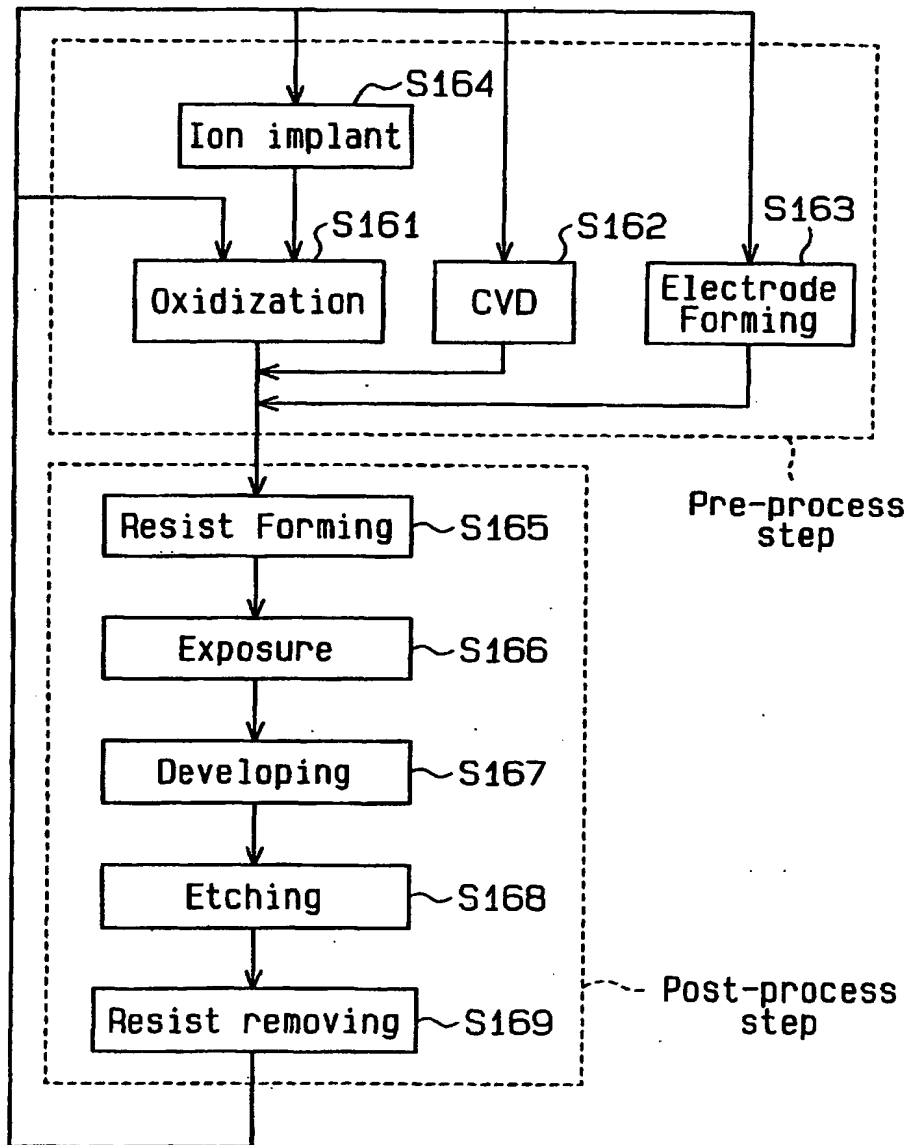 S164
Ion implant
S161
Oxidization
S162
CVD
S163
Electrode
Forming
Pre-process
step
Resist Forming
S165
Exposure
S166
Developing
S167
Etching
S168
Resist removing
S169
Post-process
step